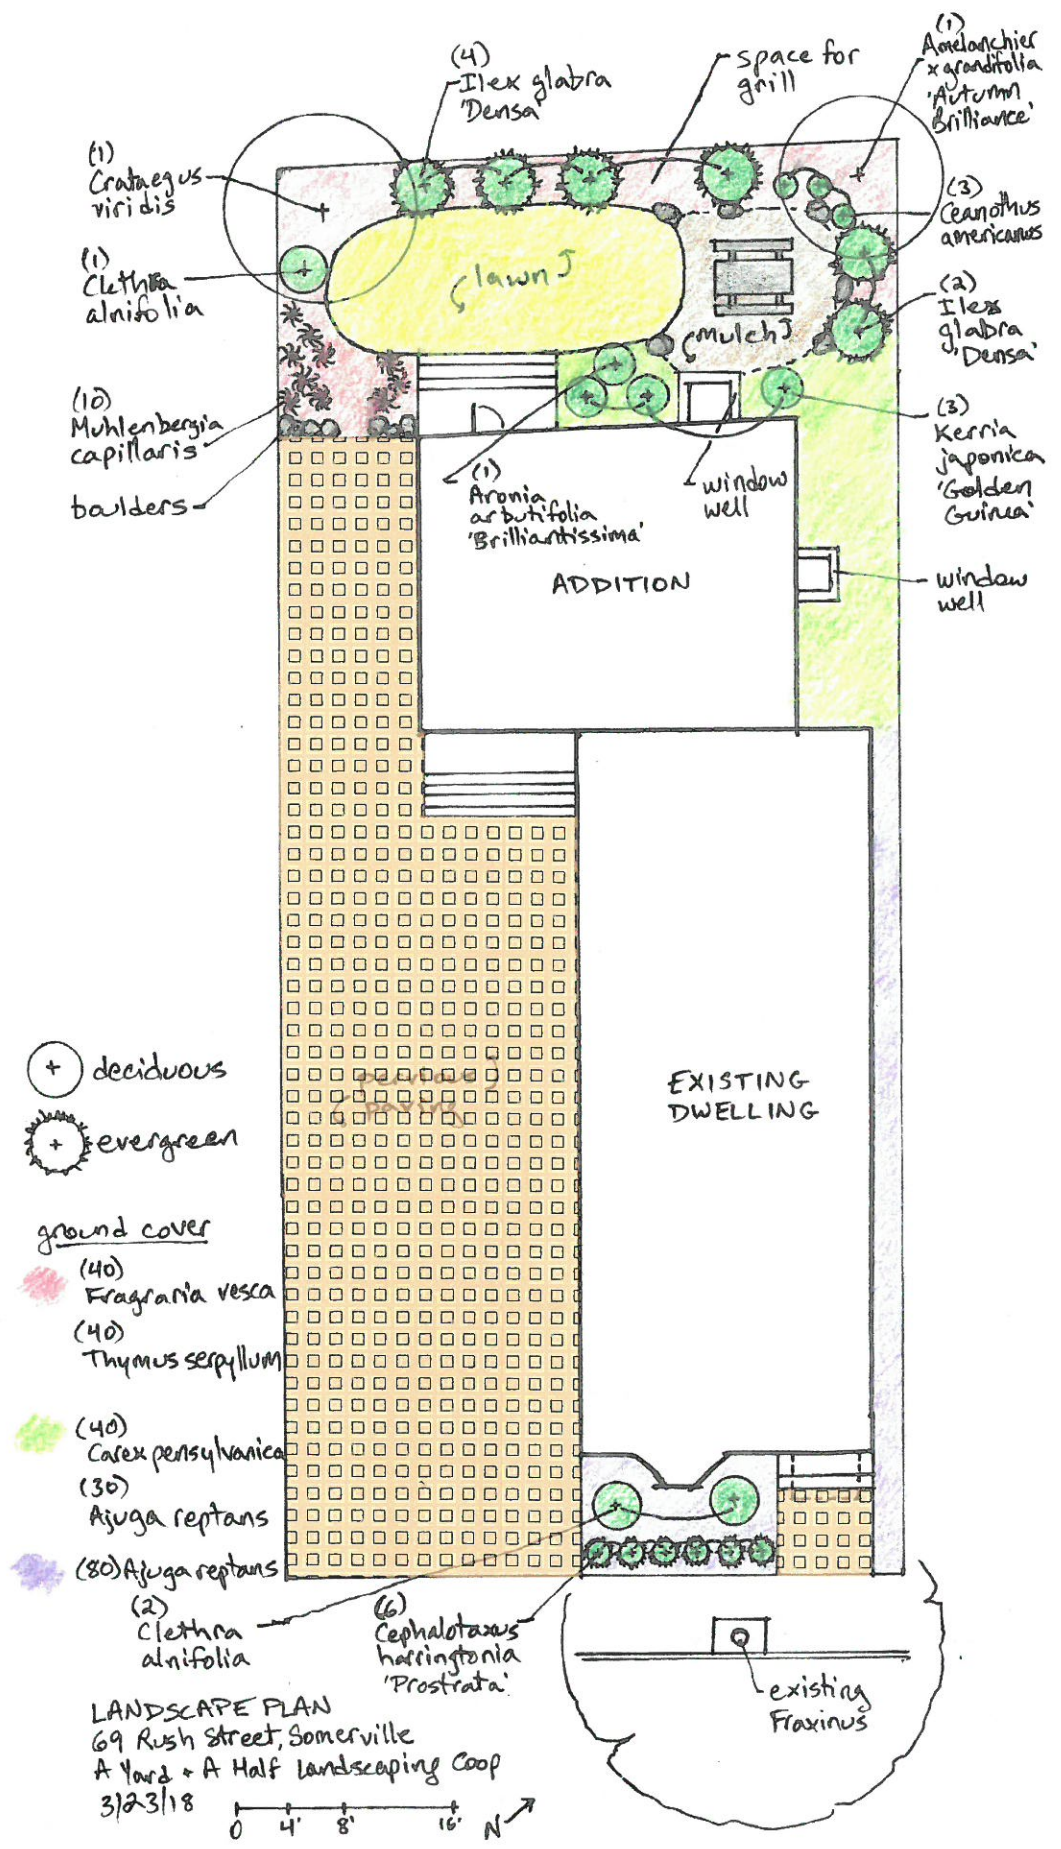 (4)
Ilex glabra
'Densa'
space for
grill
(1)
Amelanchier
x grandifolia
'Autumn
Brilliance'
(1)
Crataegus
viridis
(3)
Ceanothus
americanus
(1)
Clethra
alnifolia
lawn
mulch
(2)
Ilex
glabra
'Densa'
(10)
Muhlenbergia
capillaris
boulders
(3)
Kerria
japonica
'Golden
Guinea'
(1)
Aronia
arbutifolia
'Brilliantissima'
window
well
ADDITION
window
well
pervious
paving
EXISTING
DWELLING
deciduous
evergreen
ground cover
(40)
Fragraria vesca
(40)
Thymus serpyllum
(40)
Carex pensylvanica
(30)
Ajuga reptans
(80) Ajuga reptans
(2)
Clethra
alnifolia
(6)
Cephalotaxus
harringtonia
'Prostrata'
existing
Fraxinus
LANDSCAPE PLAN
69 Rush Street, Somerville
A Yard + A Half Landscaping Coop
3/23/18
0 4' 8' 16' N